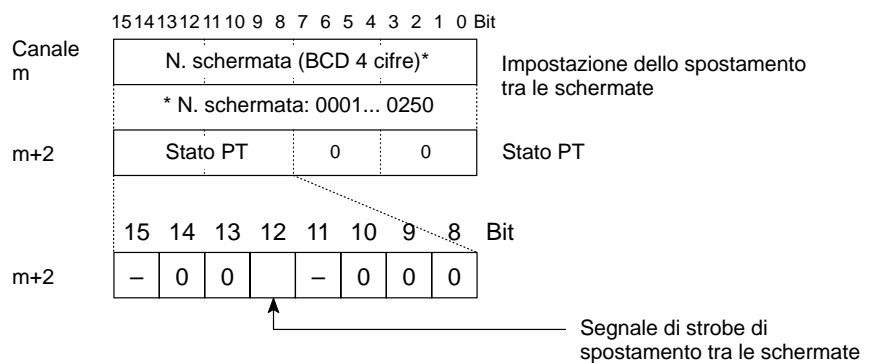 15 14 13 12 11 10 9 8 7 6 5 4 3 2 1 0 Bit
Canale
m
N. schermata (BCD 4 cifre)*
Impostazione dello spostamento
tra le schermate
* N. schermata: 0001... 0250
m+2
Stato PT 0 0
Stato PT
15 14 13 12 11 10 9 8 Bit
m+2
– 0 0 – 0 0 0
Segnale di strobe di
spostamento tra le schermate